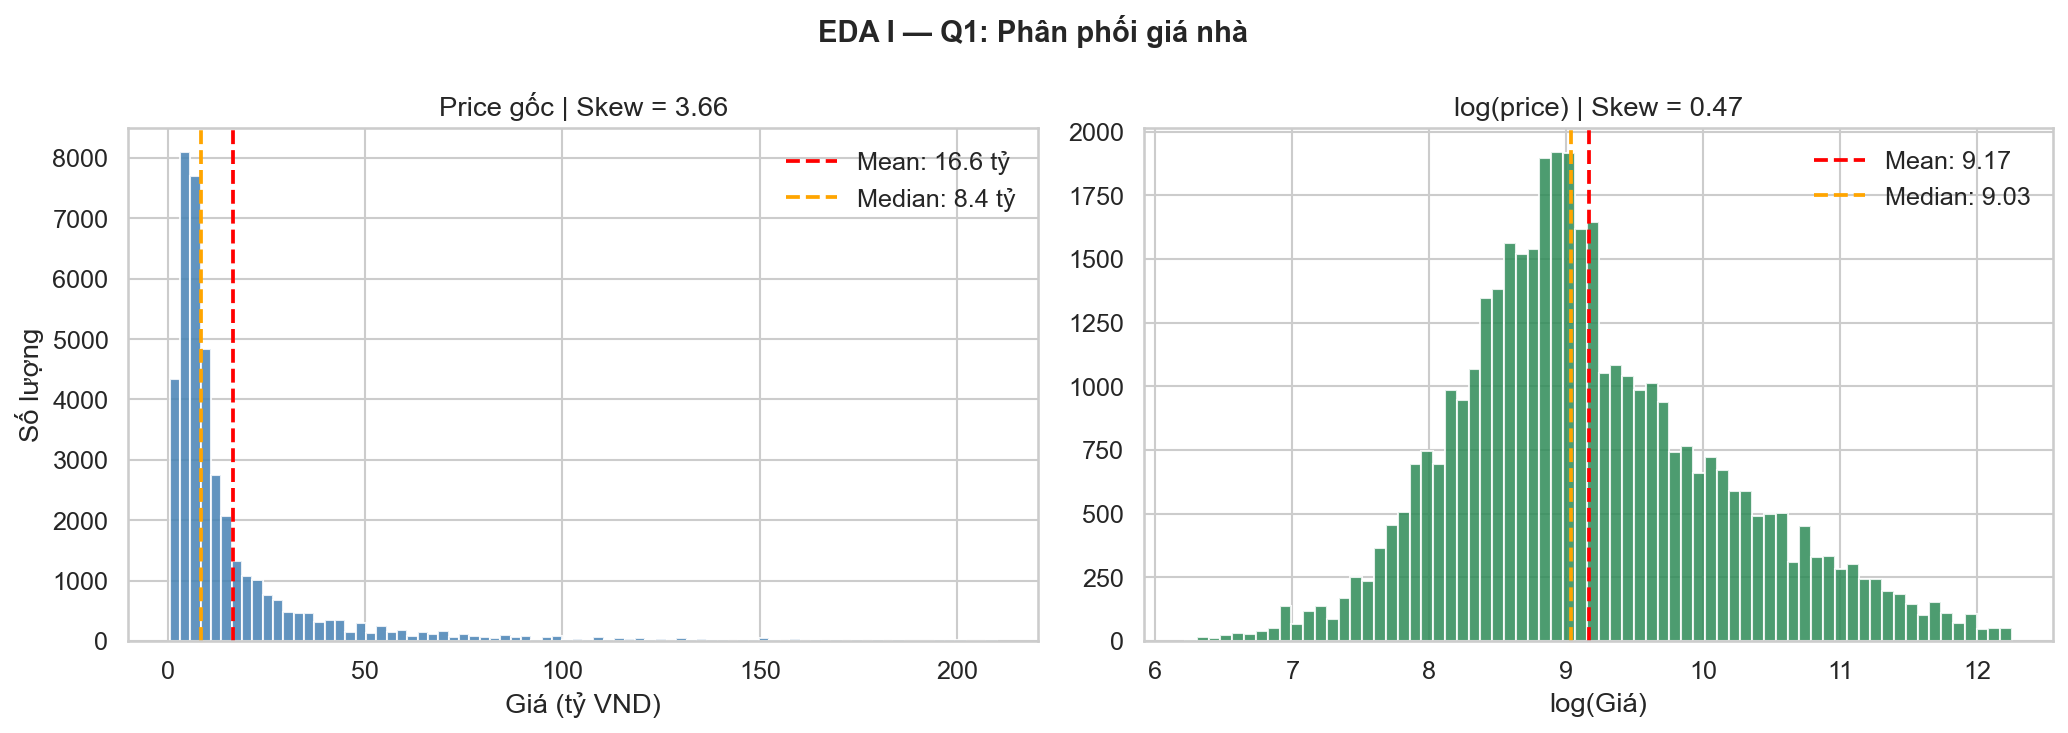 EDA I — Q1: Phân phối giá nhà
Price gốc | Skew = 3.66
Mean: 16.6 tỷ
Median: 8.4 tỷ
Số lượng
8000
7000
6000
5000
4000
3000
2000
1000
0
0 50 100 150 200
Giá (tỷ VND)
log(price) | Skew = 0.47
Mean: 9.17
Median: 9.03
2000
1750
1500
1250
1000
750
500
250
0
6 7 8 9 10 11 12
log(Giá)